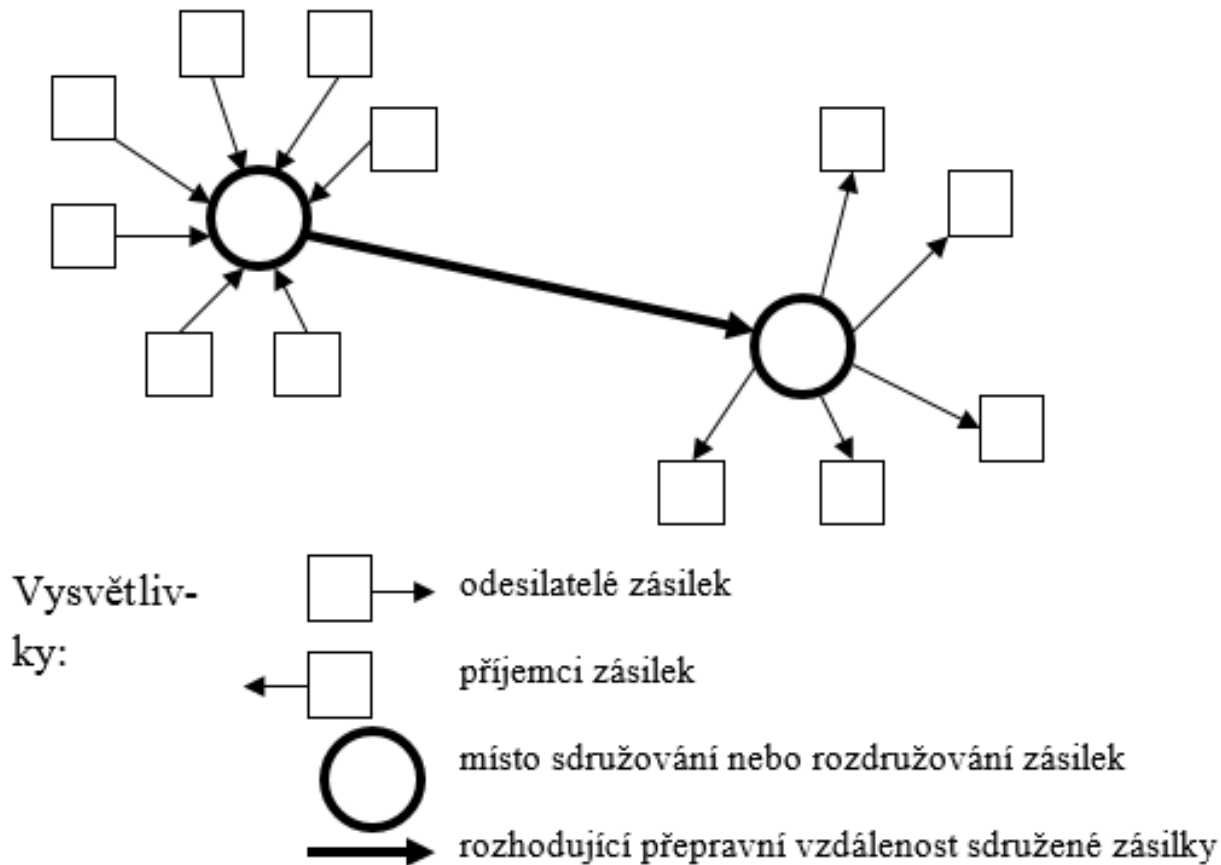 Vysvětliv-
ky:
odesilatelé zásilek
příjemci zásilek
místo sdružování nebo rozdružování zásilek
rozhodující přepravní vzdálenost sdružené zásilky